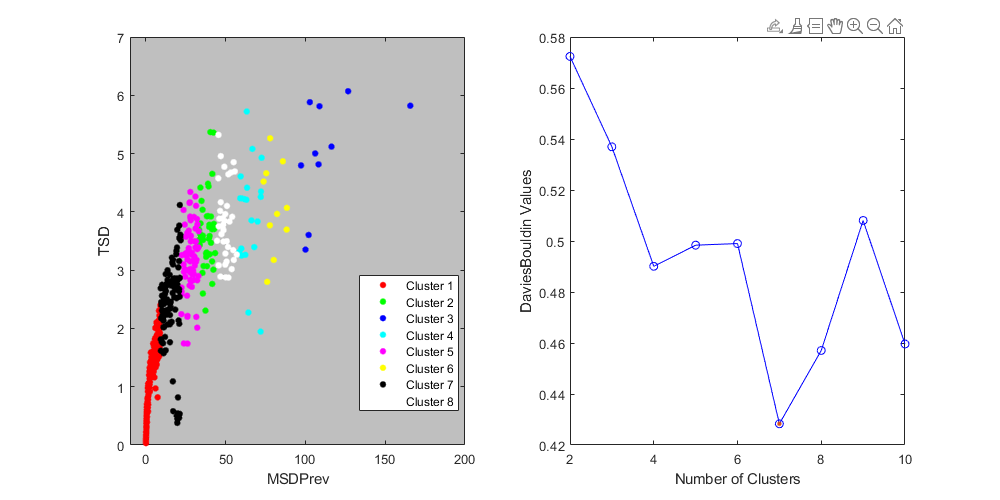 7
6
5
4
3
2
1
0
TSD
0
50
100
150
200
MSDPrev
Cluster 1
Cluster 2
Cluster 3
Cluster 4
Cluster 5
Cluster 6
Cluster 7
Cluster 8
0.58
0.56
0.54
0.52
0.5
0.48
0.46
0.44
0.42
DaviesBouldin Values
2
4
6
8
10
Number of Clusters